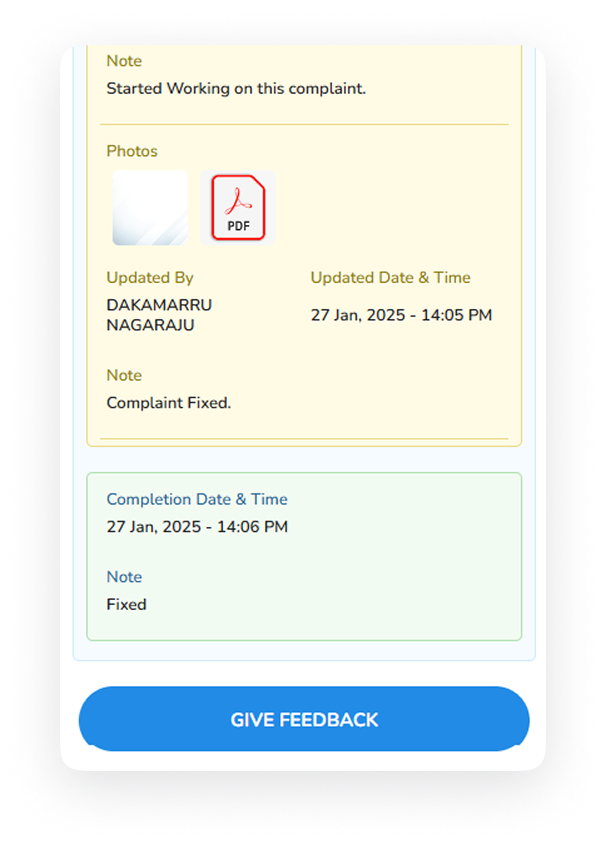 Note
Started Working on this complaint.
Photos
PDF
Updated By
Updated Date & Time
DAKAMARRU
NAGARAJU
27 Jan, 2025 - 14:05 PM
Note
Complaint Fixed.
Completion Date & Time
27 Jan, 2025 - 14:06 PM
Note
Fixed
GIVE FEEDBACK